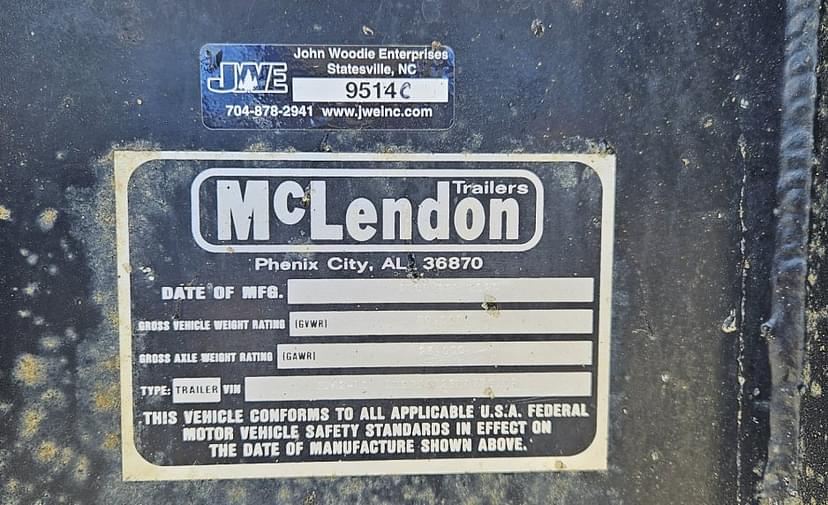 John Woodie Enterprises
Statesville, NC
JWE
9514
704-878-2941 www.jweinc.com
McLendon Trailers
Phenix City, AL 36870
DATE OF MFG.
GROSS VEHICLE WEIGHT RATING (GVWR)
GROSS AXLE WEIGHT RATING (GAWR)
TYPE: TRAILER VIN
THIS VEHICLE CONFORMS TO ALL APPLICABLE U.S.A. FEDERAL
MOTOR VEHICLE SAFETY STANDARDS IN EFFECT ON
THE DATE OF MANUFACTURE SHOWN ABOVE.